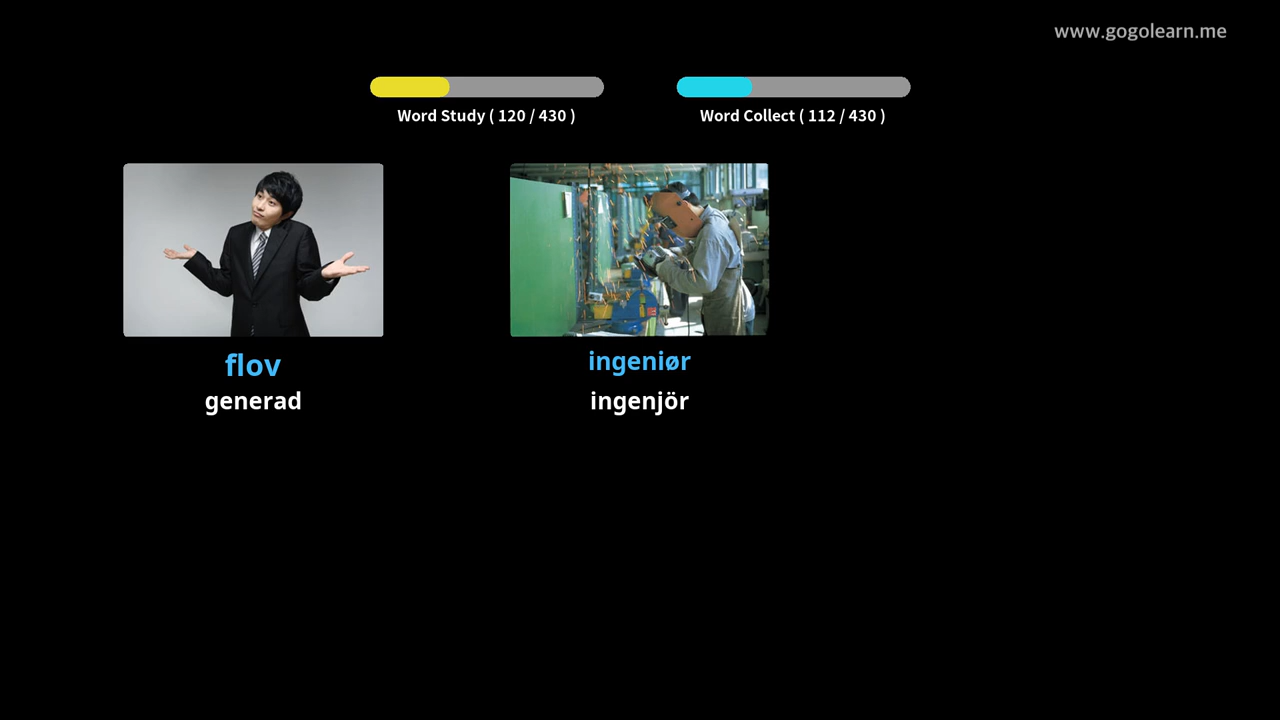 www.gogolearn.me
Word Study ( 120 / 430 )
Word Collect ( 112 / 430 )
flov
generad
ingeniør
ingenjör